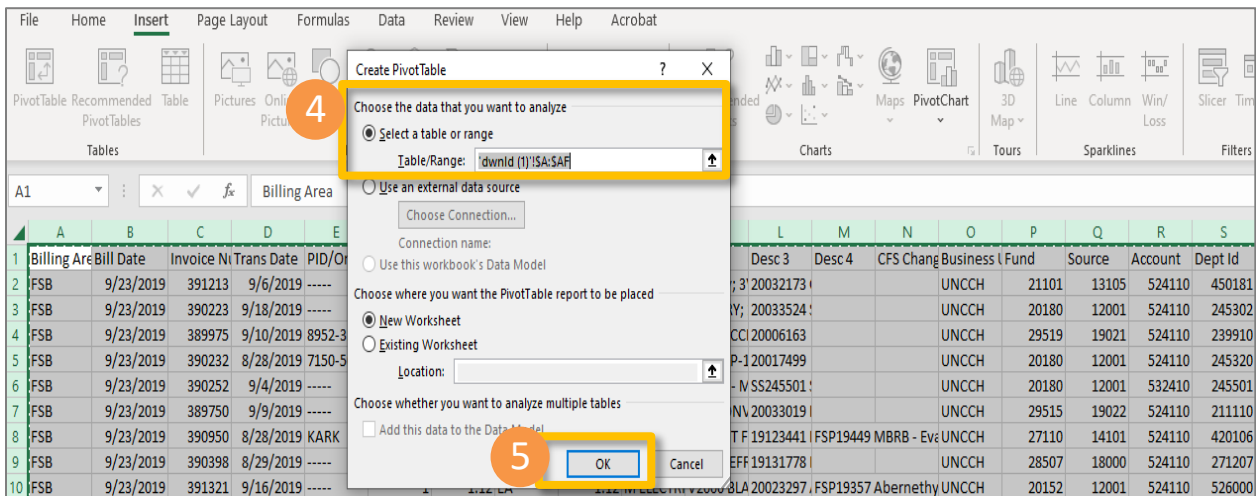 File Home Insert Page Layout Formulas Data Review View Help Acrobat
PivotTable Recommended PivotTables Table Pictures
Maps PivotChart 3D Map Line Column Win/Loss Slicer
Tables Charts Tours Sparklines Filters
A1 fx Billing Area
Create PivotTable ? X
4
Choose the data that you want to analyze
Select a table or range
Table/Range: 'dwnld (1)'!$A:$AF
Use an external data source
Choose Connection...
Connection name:
Use this workbook's Data Model
Choose where you want the PivotTable report to be placed
New Worksheet
Existing Worksheet
Location:
Choose whether you want to analyze multiple tables
Add this data to the Data Model
5
OK Cancel
A B C D E L M N O P Q R S
1 Billing Are Bill Date Invoice Nu Trans Date PID/Or Desc 3 Desc 4 CFS Chang Business U Fund Source Account Dept Id
2 FSB 9/23/2019 391213 9/6/2019 ----- 20032173 UNCCH 21101 13105 524110 450181
3 FSB 9/23/2019 390223 9/18/2019 ----- 20033524 UNCCH 20180 12001 524110 245302
4 FSB 9/23/2019 389975 9/10/2019 8952-3 20006163 UNCCH 29519 19021 524110 239910
5 FSB 9/23/2019 390232 8/28/2019 7150-5 20017499 UNCCH 20180 12001 524110 245320
6 FSB 9/23/2019 390252 9/4/2019 ----- SS245501 UNCCH 20180 12001 532410 245501
7 FSB 9/23/2019 389750 9/9/2019 ----- 20033019 UNCCH 29515 19022 524110 211110
8 FSB 9/23/2019 390950 8/28/2019 KARK 19123441 FSP19449 MBRB - Eva UNCCH 27110 14101 524110 420106
9 FSB 9/23/2019 390398 8/29/2019 ----- 19131778 UNCCH 28507 18000 524110 271207
10 FSB 9/23/2019 391321 9/16/2019 ----- 20023297 FSP19357 Abernethy UNCCH 20152 12001 524110 526000